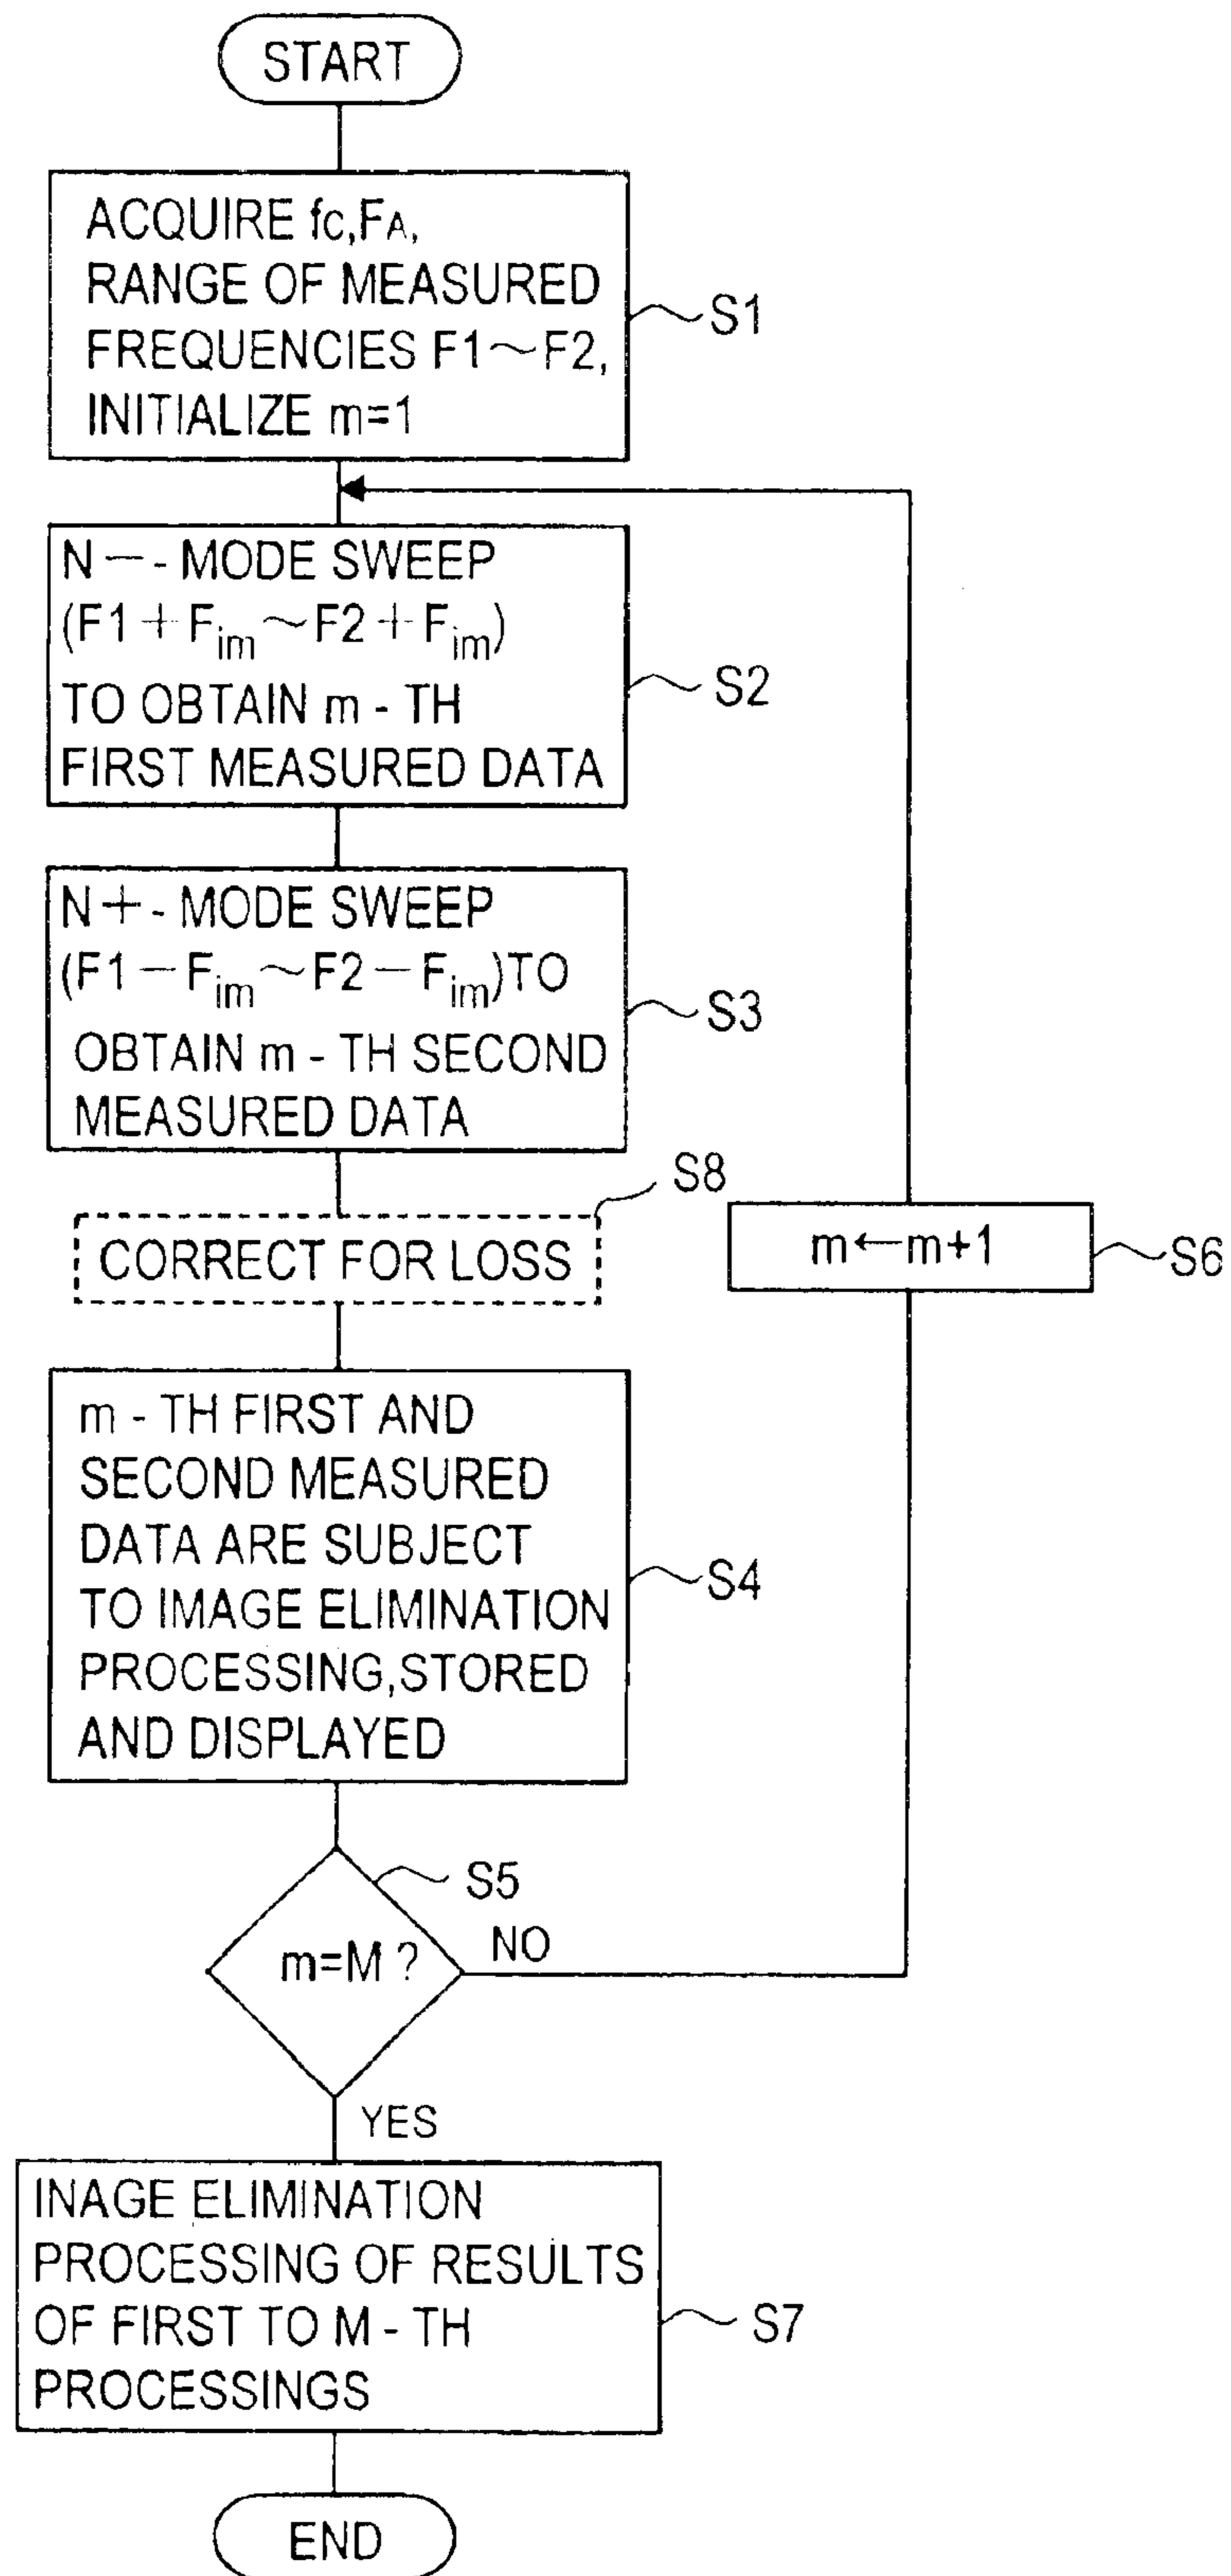 START
ACQUIRE fc,FA,
RANGE OF MEASURED
FREQUENCIES F1~F2,
INITIALIZE m=1
S1
N－- MODE SWEEP
(F1＋Fim~F2＋Fim)
TO OBTAIN m - TH
FIRST MEASURED DATA
S2
N＋- MODE SWEEP
(F1－Fim~F2－Fim)TO
OBTAIN m - TH SECOND
MEASURED DATA
S3
S8
CORRECT FOR LOSS
m←m+1
S6
m - TH FIRST AND
SECOND MEASURED
DATA ARE SUBJECT
TO IMAGE ELIMINATION
PROCESSING,STORED
AND DISPLAYED
S4
S5
m=M ?
NO
YES
INAGE ELIMINATION
PROCESSING OF RESULTS
OF FIRST TO M - TH
PROCESSINGS
S7
END